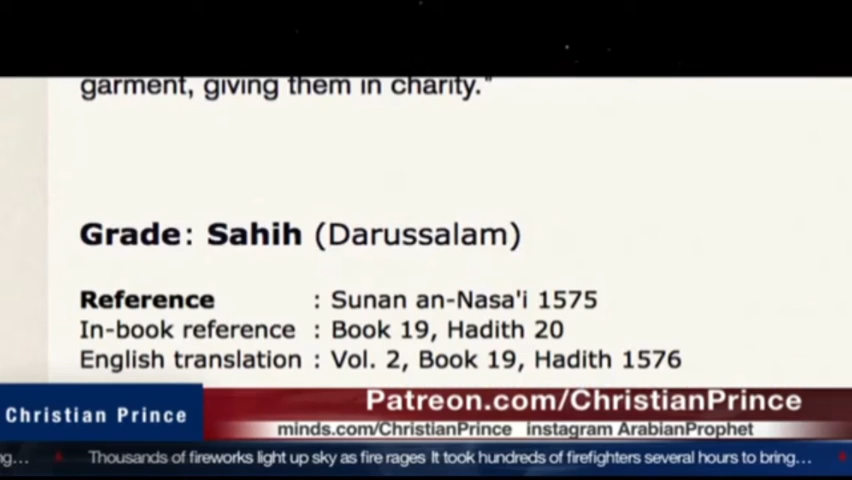 garment, giving them in charity."
Grade: Sahih (Darussalam)
Reference : Sunan an-Nasa'i 1575
In-book reference : Book 19, Hadith 20
English translation : Vol. 2, Book 19, Hadith 1576
Christian Prince
Patreon.com/ChristianPrince
minds.com/ChristianPrince instagram ArabianProphet
ng... Thousands of fireworks light up sky as fire rages It took hundreds of firefighters several hours to bring...